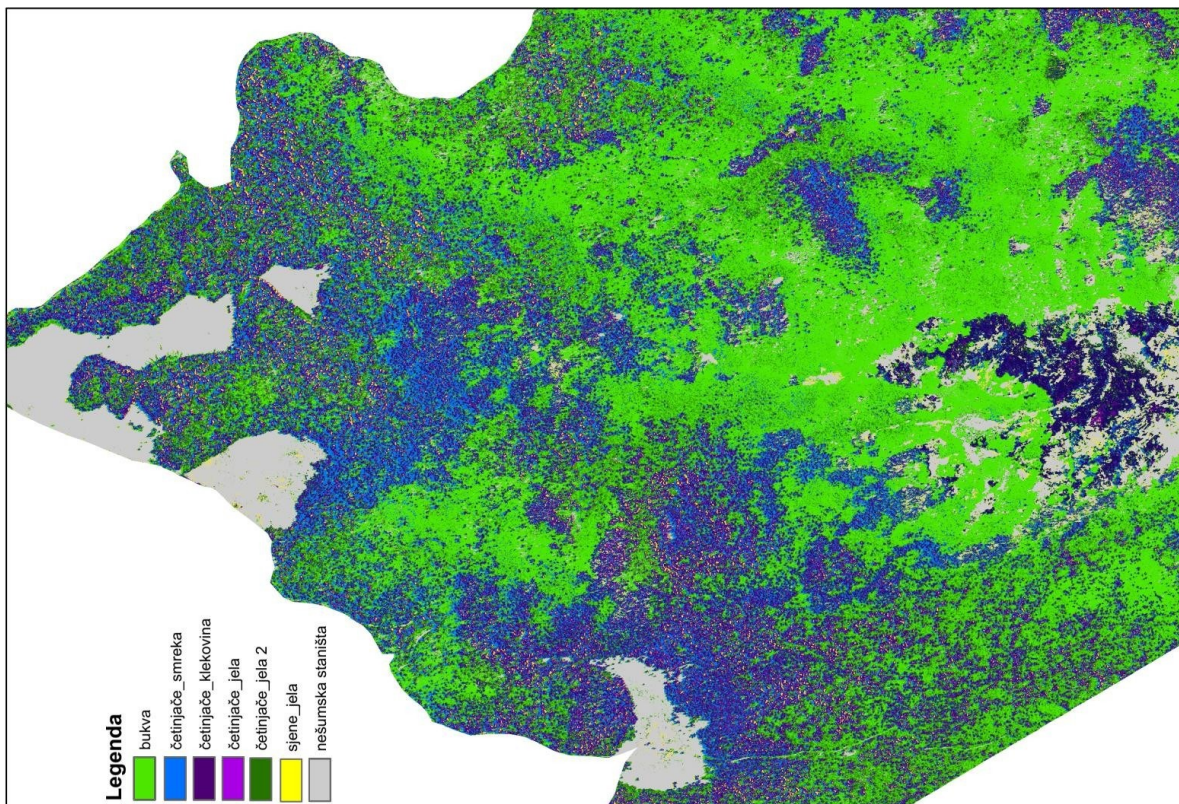 Legenda
bukva
četinjače_smreka
četinjače_klekovina
četinjače_jela
četinjače_jela 2
sjene_jela
nešumska staništa